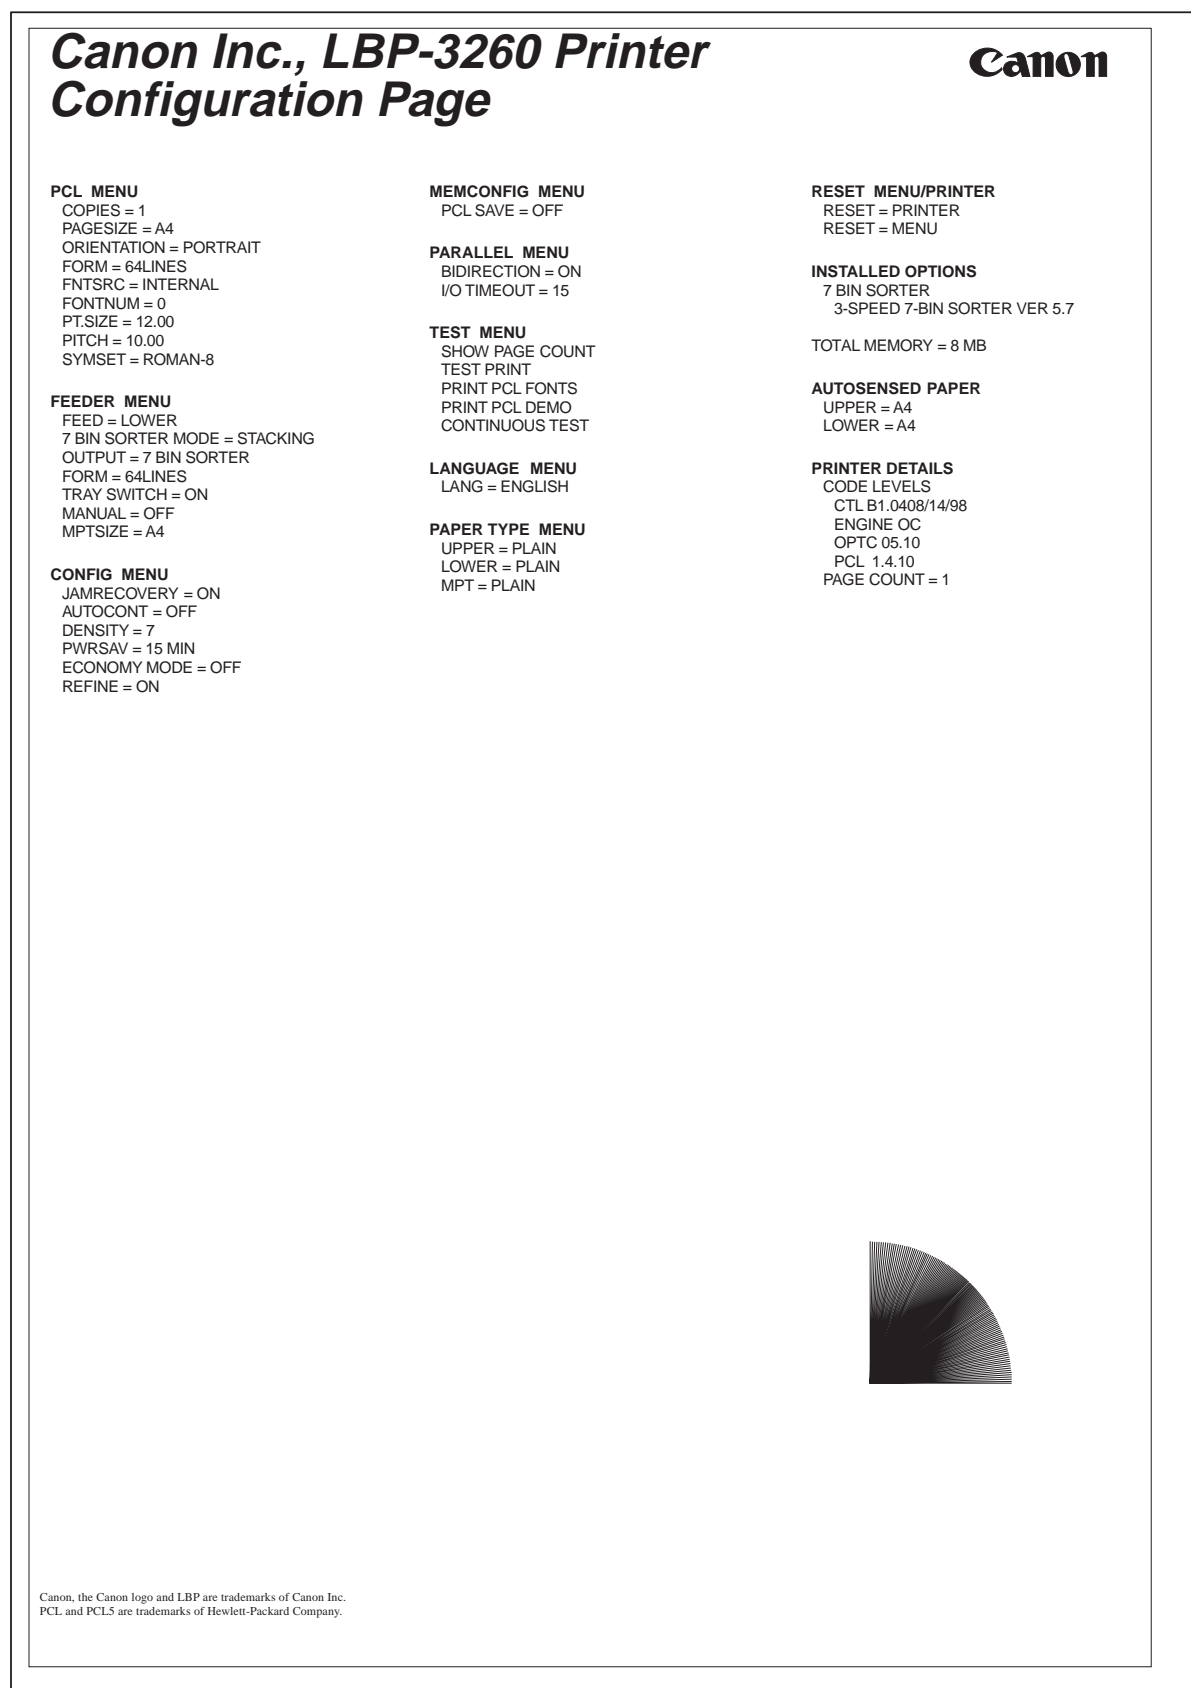 Canon Inc., LBP-3260 Printer
Configuration Page
Canon
PCL MENU
COPIES = 1
PAGESIZE = A4
ORIENTATION = PORTRAIT
FORM = 64LINES
FNTSRC = INTERNAL
FONTNUM = 0
PT.SIZE = 12.00
PITCH = 10.00
SYMSET = ROMAN-8
FEEDER MENU
FEED = LOWER
7 BIN SORTER MODE = STACKING
OUTPUT = 7 BIN SORTER
FORM = 64LINES
TRAY SWITCH = ON
MANUAL = OFF
MPTSIZE = A4
CONFIG MENU
JAMRECOVERY = ON
AUTOCONT = OFF
DENSITY = 7
PWRSAV = 15 MIN
ECONOMY MODE = OFF
REFINE = ON
MEMCONFIG MENU
PCL SAVE = OFF
PARALLEL MENU
BIDIRECTION = ON
I/O TIMEOUT = 15
TEST MENU
SHOW PAGE COUNT
TEST PRINT
PRINT PCL FONTS
PRINT PCL DEMO
CONTINUOUS TEST
LANGUAGE MENU
LANG = ENGLISH
PAPER TYPE MENU
UPPER = PLAIN
LOWER = PLAIN
MPT = PLAIN
RESET MENU/PRINTER
RESET = PRINTER
RESET = MENU
INSTALLED OPTIONS
7 BIN SORTER
3-SPEED 7-BIN SORTER VER 5.7
TOTAL MEMORY = 8 MB
AUTOSENSED PAPER
UPPER = A4
LOWER = A4
PRINTER DETAILS
CODE LEVELS
CTL B1.0408/14/98
ENGINE OC
OPTC 05.10
PCL 1.4.10
PAGE COUNT = 1
Canon, the Canon logo and LBP are trademarks of Canon Inc.
PCL and PCL5 are trademarks of Hewlett-Packard Company.